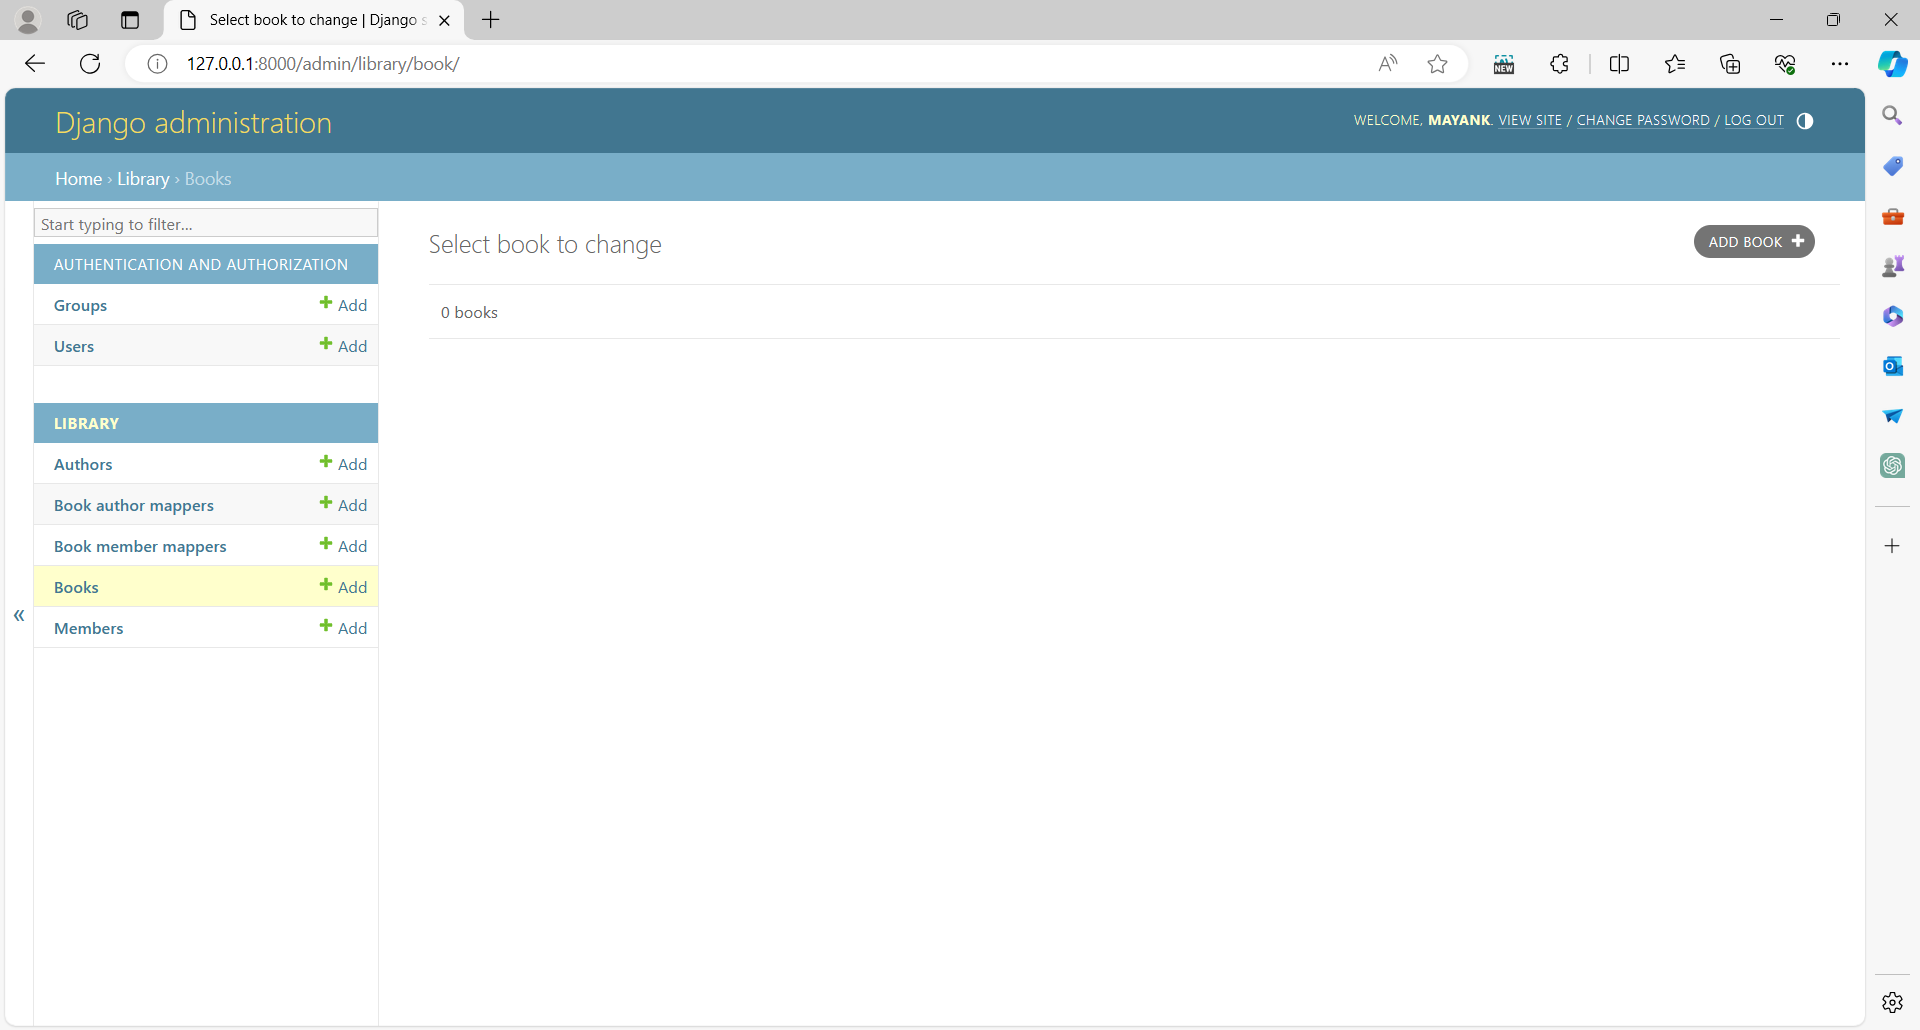 Select book to change | Django s
127.0.0.1:8000/admin/library/book/
NEW
Django administration
WELCOME, MAYANK. VIEW SITE / CHANGE PASSWORD / LOG OUT
Home › Library › Books
Start typing to filter...
AUTHENTICATION AND AUTHORIZATION
Groups Add
Users Add
LIBRARY
Authors Add
Book author mappers Add
Book member mappers Add
Books Add
Members Add
«
Select book to change
ADD BOOK
0 books